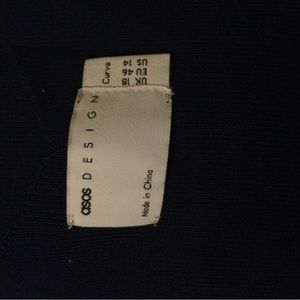 asos DESIGN
Made in China
Curve
UK 18
EU 46
US 14